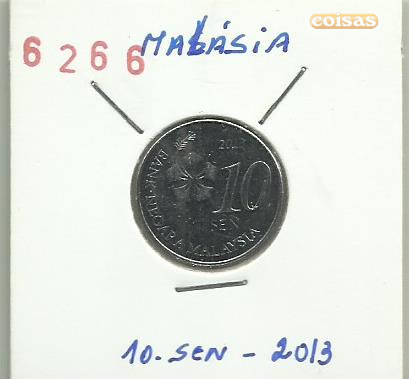 coisas
6266
MALÁSIA
2013
10
SEN
BANK NEGARA MALAYSIA
10. SEN - 2013